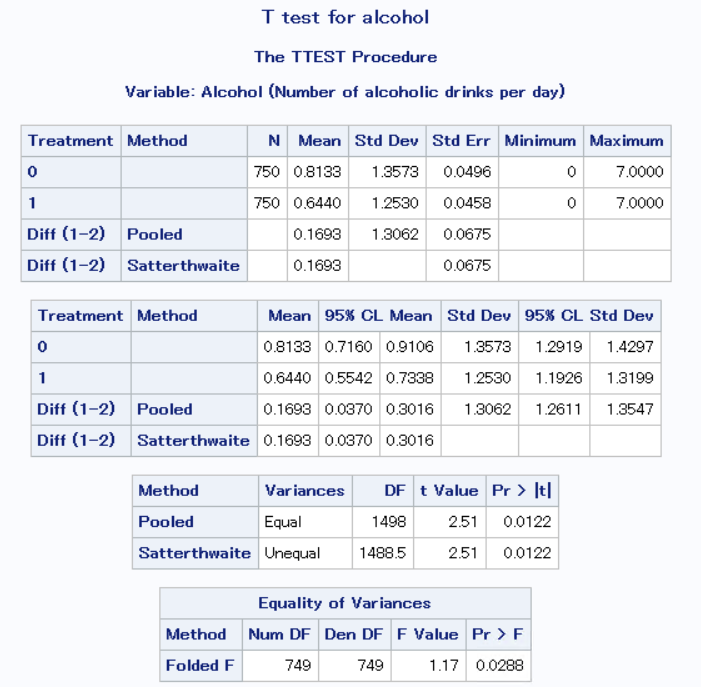 T test for alcohol
The TTEST Procedure
Variable: Alcohol (Number of alcoholic drinks per day)
Treatment Method N Mean Std Dev Std Err Minimum Maximum
0 750 0.8133 1.3573 0.0496 0 7.0000
1 750 0.6440 1.2530 0.0458 0 7.0000
Diff (1-2) Pooled 0.1693 1.3062 0.0675
Diff (1-2) Satterthwaite 0.1693 0.0675
Treatment Method Mean 95% CL Mean Std Dev 95% CL Std Dev
0 0.8133 0.7160 0.9106 1.3573 1.2919 1.4297
1 0.6440 0.5542 0.7338 1.2530 1.1926 1.3199
Diff (1-2) Pooled 0.1693 0.0370 0.3016 1.3062 1.2611 1.3547
Diff (1-2) Satterthwaite 0.1693 0.0370 0.3016
Method Variances DF t Value Pr > |t|
Pooled Equal 1498 2.51 0.0122
Satterthwaite Unequal 1488.5 2.51 0.0122
Equality of Variances
Method Num DF Den DF F Value Pr > F
Folded F 749 749 1.17 0.0288